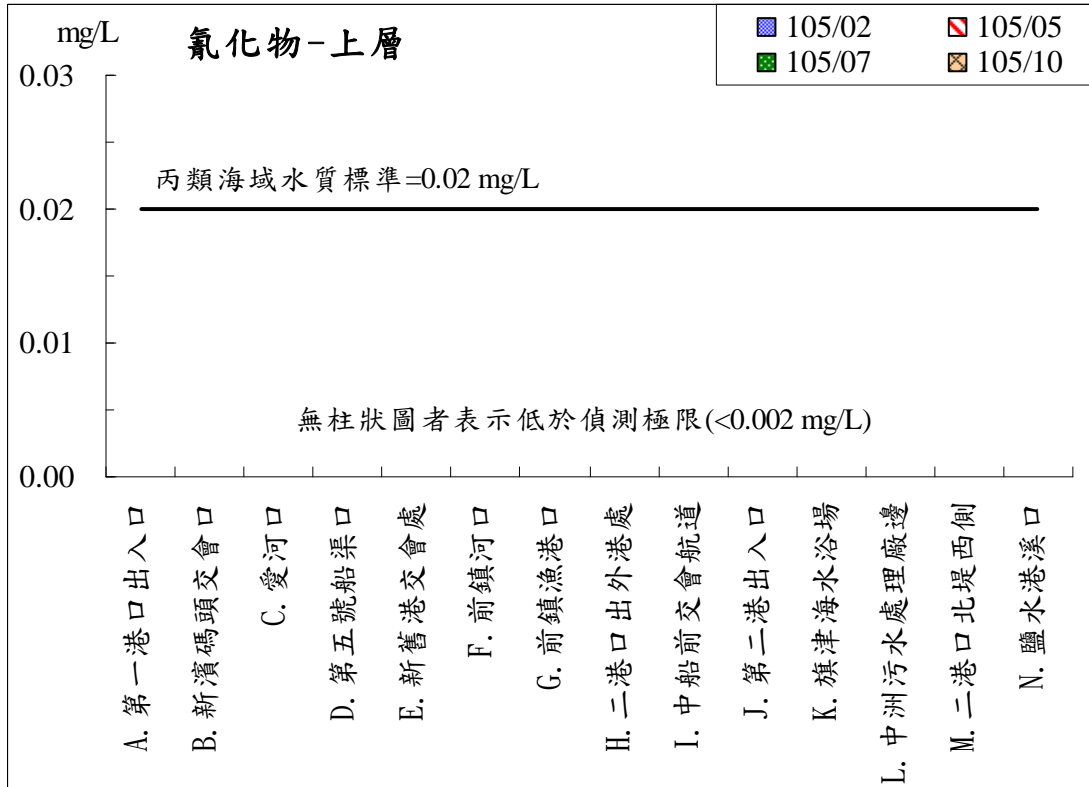 mg/L
氰化物-上層
105/02
105/05
105/07
105/10
0.03
丙類海域水質標準=0.02 mg/L
0.02
0.01
無柱狀圖者表示低於偵測極限(<0.002 mg/L)
0.00
A. 第一港口出入口
B. 新濱碼頭交會口
C. 愛河口
D. 第五號船渠口
E. 新舊港交會處
F. 前鎮河口
G. 前鎮漁港口
H. 二港口出外港處
I. 中船前交會航道
J. 第二港出入口
K. 旗津海水浴場
L. 中洲污水處理廠邊
M. 二港口北堤西側
N. 鹽水港溪口